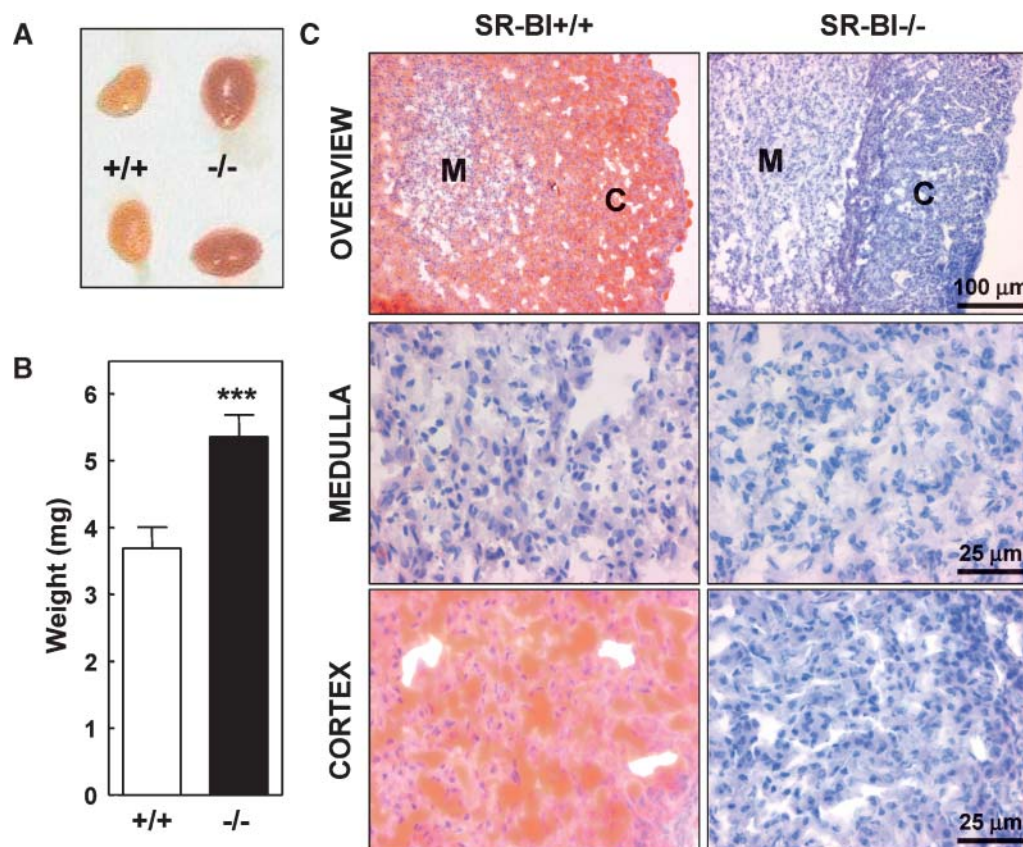 A
+/+ -/-
B
Weight (mg)
6
5
4
3
2
1
0
***
+/+ -/-
C
SR-BI+/+ SR-BI-/-
OVERVIEW
M C M C
100 μm
MEDULLA
25 μm
CORTEX
25 μm